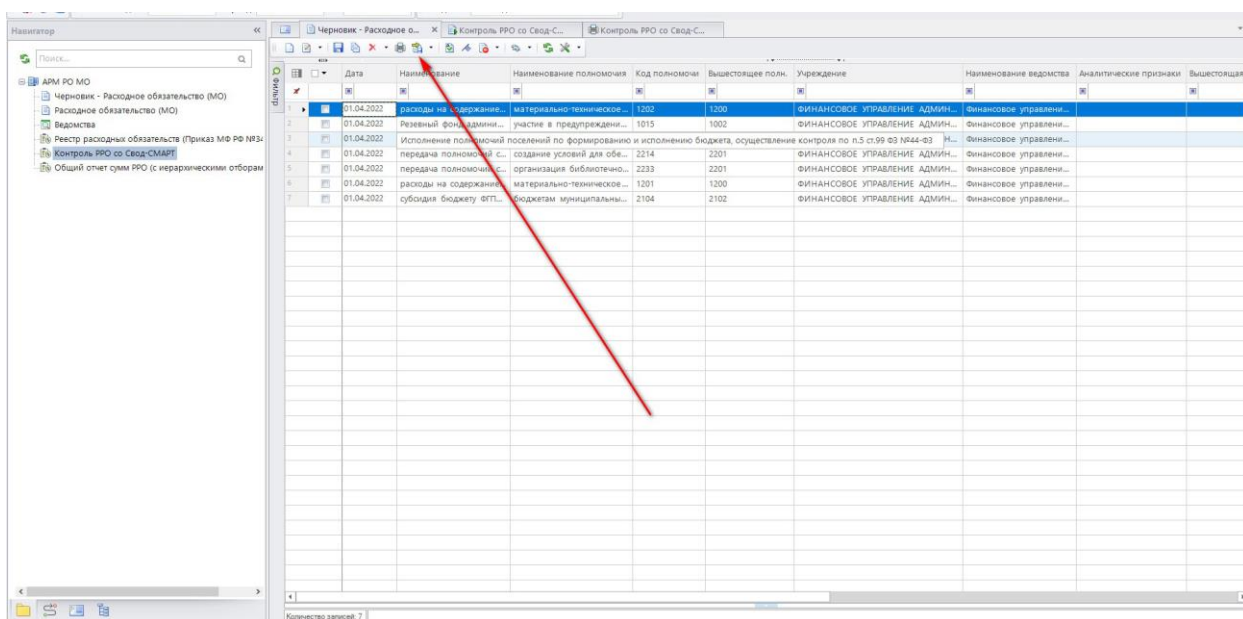 Навигатор
Черновик - Расходное о...
Контроль РРО со Свод-С...
Контроль РРО со Свод-С...
Поиск...
АРМ РО МО
Черновик - Расходное обязательство (МО)
Расходное обязательство (МО)
Ведомства
Реестр расходных обязательств (Приказ МФ РФ №34
Контроль РРО со Свод-СМАРТ
Общий отчет сумм РРО (с иерархическими отборам
Фильтр
Дата Наименование Наименование полномочия Код полномочи Вышестоящее полн. Учреждение Наименование ведомства Аналитические признаки Вышестоящая
1 01.04.2022 расходы на содержание... материально-техническое... 1202 1200 ФИНАНСОВОЕ УПРАВЛЕНИЕ АДМИН... Финансовое управлени...
2 01.04.2022 Резевный фонд админи... участие в предупреждени... 1015 1002 ФИНАНСОВОЕ УПРАВЛЕНИЕ АДМИН... Финансовое управлени...
3 01.04.2022 Исполнение полномочий поселений по формированию и исполнению бюджета, осуществление контроля по п.5 ст.99 ФЗ №44-ФЗ Н... Финансовое управлени...
4 01.04.2022 передача полномочий с... создание условий для обе... 2214 2201 ФИНАНСОВОЕ УПРАВЛЕНИЕ АДМИН... Финансовое управлени...
5 01.04.2022 передача полномочий с... организация библиотечно... 2233 2201 ФИНАНСОВОЕ УПРАВЛЕНИЕ АДМИН... Финансовое управлени...
6 01.04.2022 расходы на содержание... материально-техническое... 1201 1200 ФИНАНСОВОЕ УПРАВЛЕНИЕ АДМИН... Финансовое управлени...
7 01.04.2022 субсидия бюджету ФГП... бюджетам муниципальны... 2104 2102 ФИНАНСОВОЕ УПРАВЛЕНИЕ АДМИН... Финансовое управлени...
Количество записей: 7